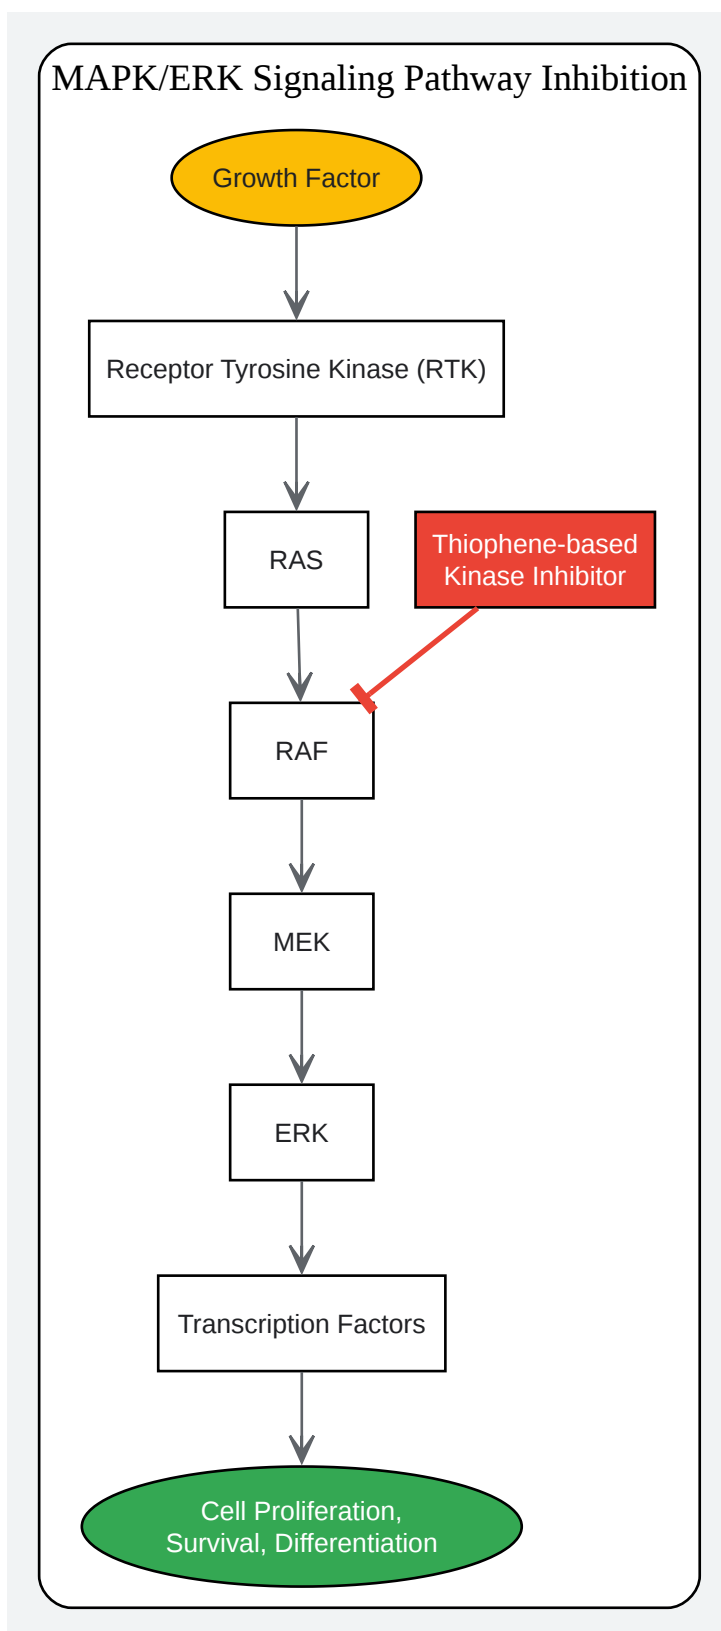 MAPK/ERK Signaling Pathway Inhibition
Growth Factor
Receptor Tyrosine Kinase (RTK)
RAS
Thiophene-based
Kinase Inhibitor
RAF
MEK
ERK
Transcription Factors
Cell Proliferation,
Survival, Differentiation